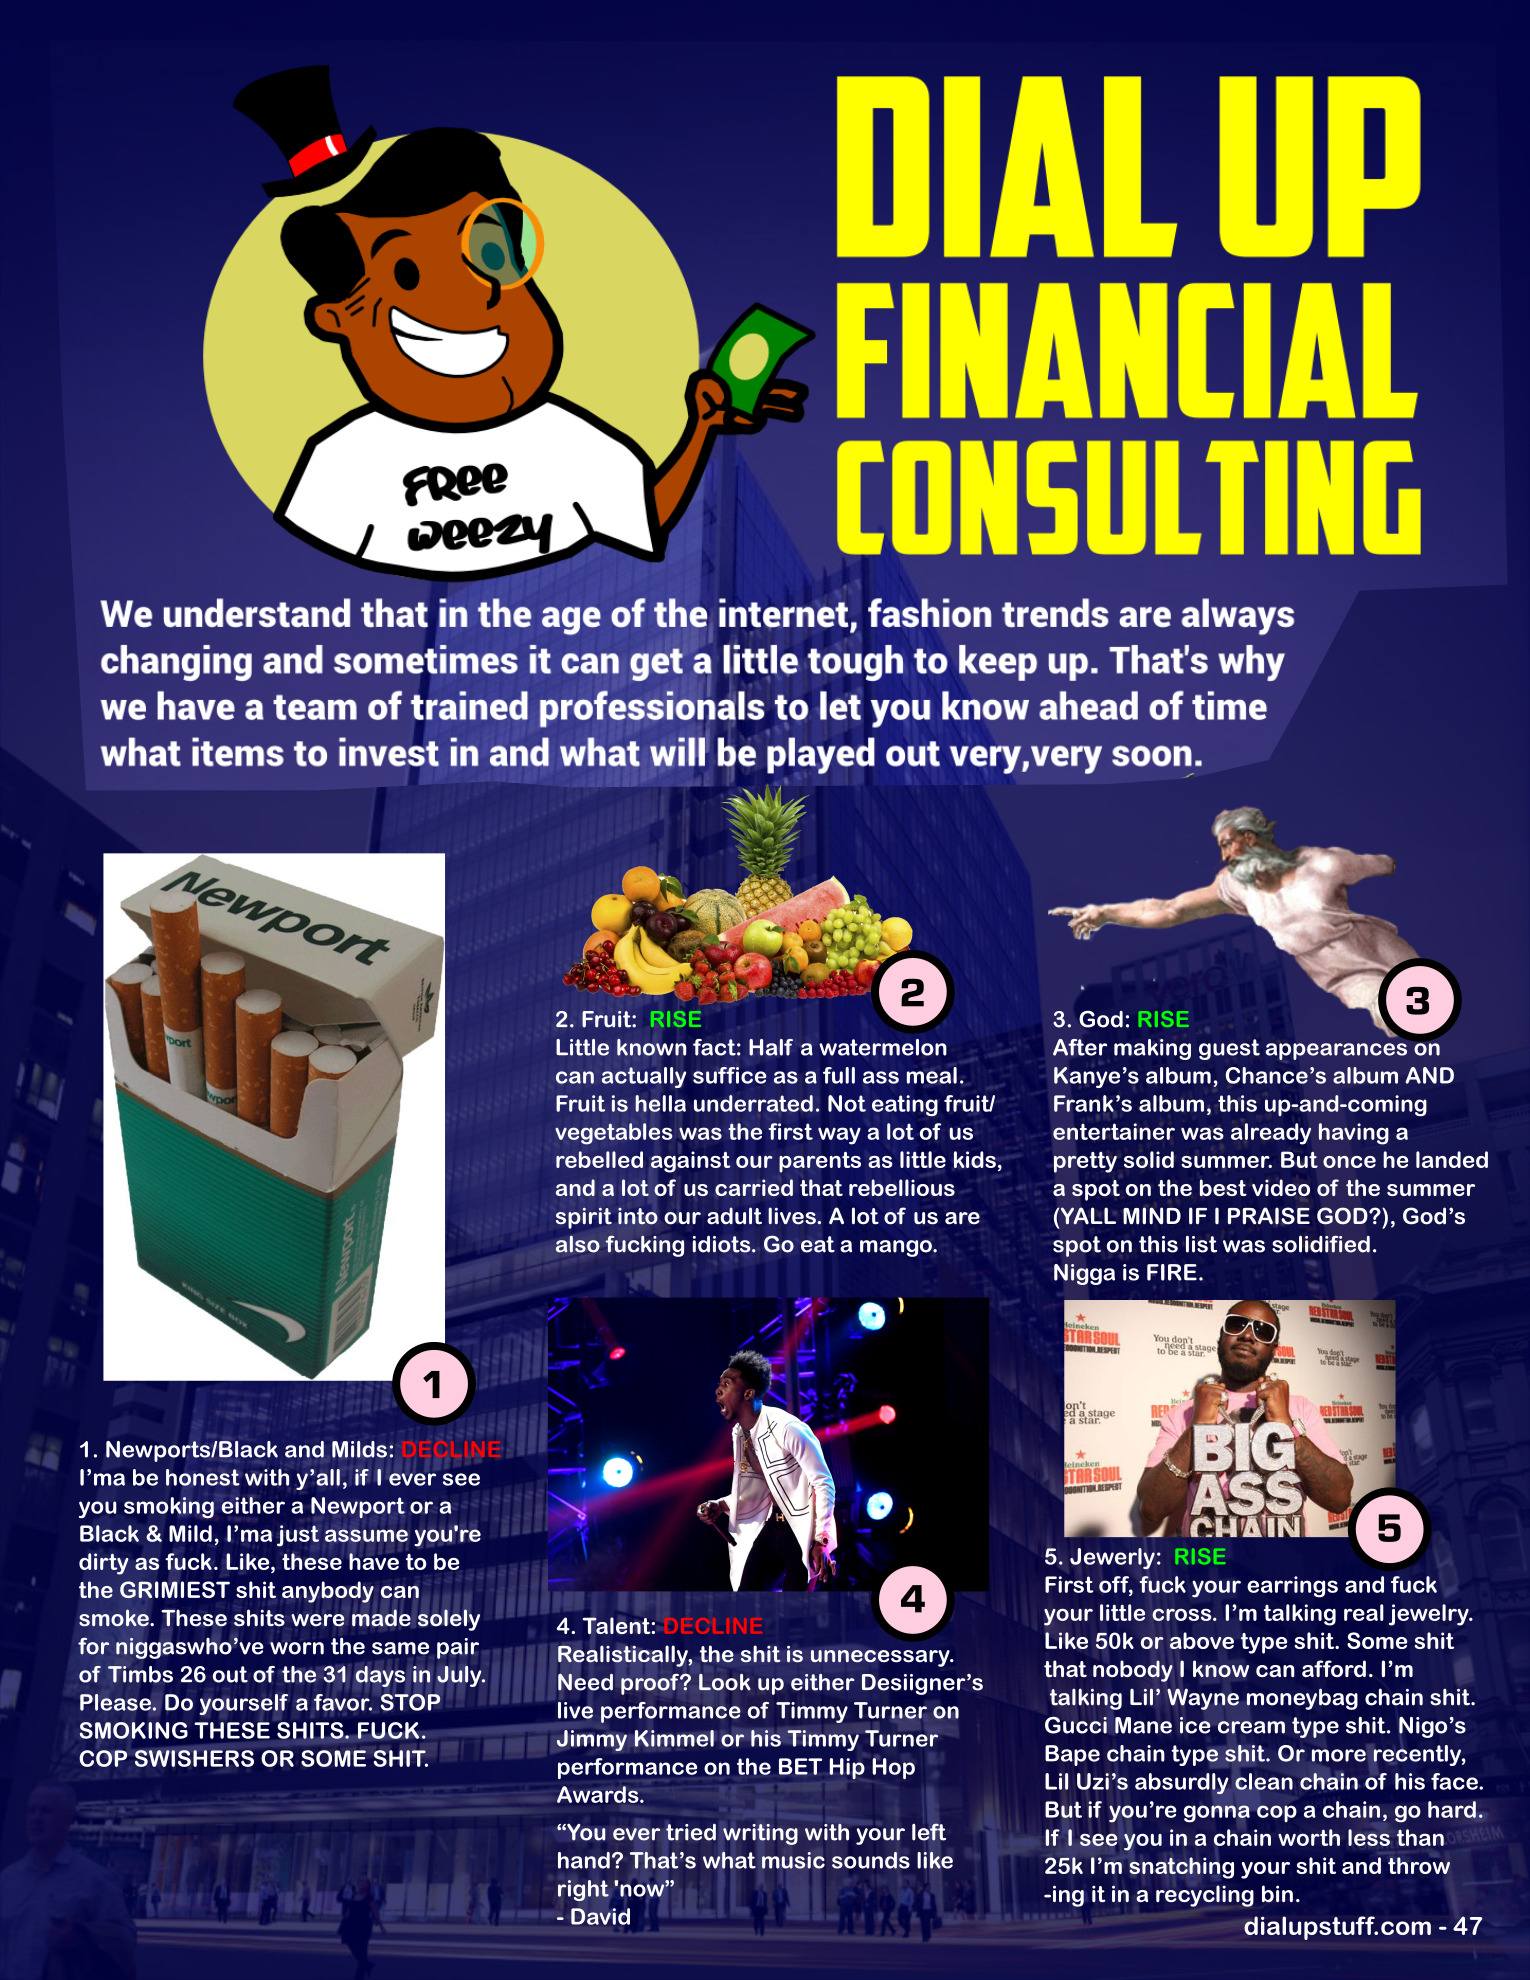 DIAL UP
FINANCIAL
CONSULTING
FREE
WEEZY
We understand that in the age of the internet, fashion trends are always
changing and sometimes it can get a little tough to keep up. That's why
we have a team of trained professionals to let you know ahead of time
what items to invest in and what will be played out very,very soon.
Newport
port
wpor
Newport
KING SIZE BOX
1
1. Newports/Black and Milds: DECLINE
I'ma be honest with y'all, if I ever see
you smoking either a Newport or a
Black & Mild, I'ma just assume you're
dirty as fuck. Like, these have to be
the GRIMIEST shit anybody can
smoke. These shits were made solely
for niggaswho've worn the same pair
of Timbs 26 out of the 31 days in July.
Please. Do yourself a favor. STOP
SMOKING THESE SHITS. FUCK.
COP SWISHERS OR SOME SHIT.
2
2. Fruit: RISE
Little known fact: Half a watermelon
can actually suffice as a full ass meal.
Fruit is hella underrated. Not eating fruit/
vegetables was the first way a lot of us
rebelled against our parents as little kids,
and a lot of us carried that rebellious
spirit into our adult lives. A lot of us are
also fucking idiots. Go eat a mango.
3
3. God: RISE
After making guest appearances on
Kanye's album, Chance's album AND
Frank's album, this up-and-coming
entertainer was already having a
pretty solid summer. But once he landed
a spot on the best video of the summer
(YALL MIND IF I PRAISE GOD?), God's
spot on this list was solidified.
Nigga is FIRE.
4
4. Talent: DECLINE
Realistically, the shit is unnecessary.
Need proof? Look up either Desiigner's
live performance of Timmy Turner on
Jimmy Kimmel or his Timmy Turner
performance on the BET Hip Hop
Awards.
“You ever tried writing with your left
hand? That's what music sounds like
right 'now”
- David
Heineken
RED STAR SOUL
You don't
need a stage
to be a star.
BIG
ASS
CHAIN
5
5. Jewerly: RISE
First off, fuck your earrings and fuck
your little cross. I'm talking real jewelry.
Like 50k or above type shit. Some shit
that nobody I know can afford. I'm
talking Lil' Wayne moneybag chain shit.
Gucci Mane ice cream type shit. Nigo's
Bape chain type shit. Or more recently,
Lil Uzi's absurdly clean chain of his face.
But if you're gonna cop a chain, go hard.
If I see you in a chain worth less than
25k I'm snatching your shit and throw
-ing it in a recycling bin.
dialupstuff.com - 47